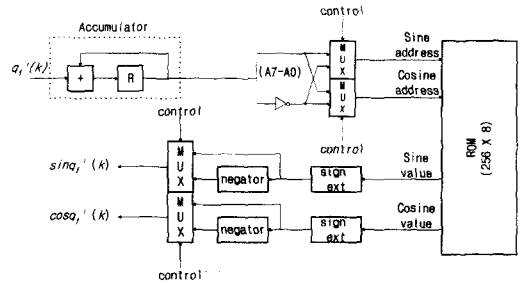 Accumulator
control
q₁'(k)
+
R
(A7-A0)
M U X
M U X
Sine address
Cosine address
control
control
ROM (256 X 8)
sinq₁'(k)
M U X
negator
sign ext
Sine value
cosq₁'(k)
M U X
negator
sign ext
Cosine value
control